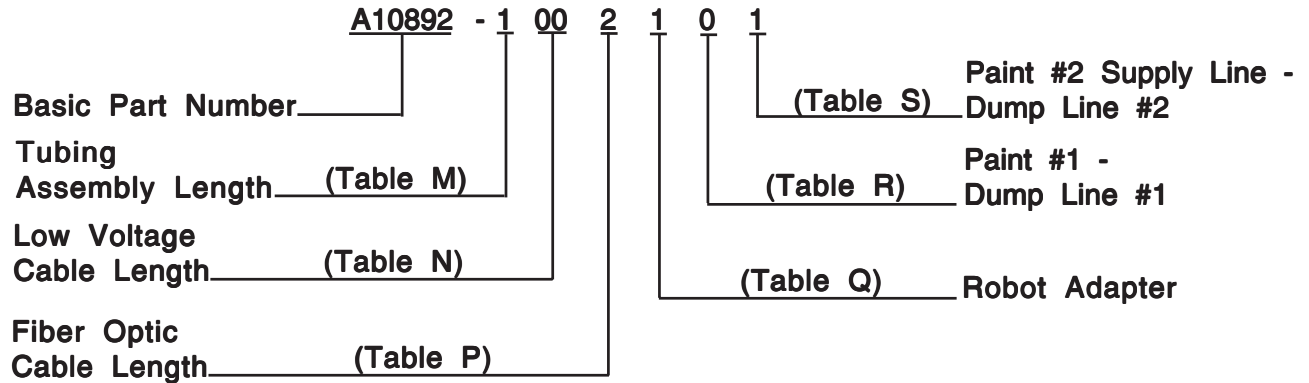 A10892 - 1 00 2 1 0 1
Basic Part Number
Tubing
Assembly Length (Table M)
Low Voltage
Cable Length (Table N)
Fiber Optic
Cable Length (Table P)
(Table S) Paint #2 Supply Line -
Dump Line #2
(Table R) Paint #1 -
Dump Line #1
(Table Q) Robot Adapter